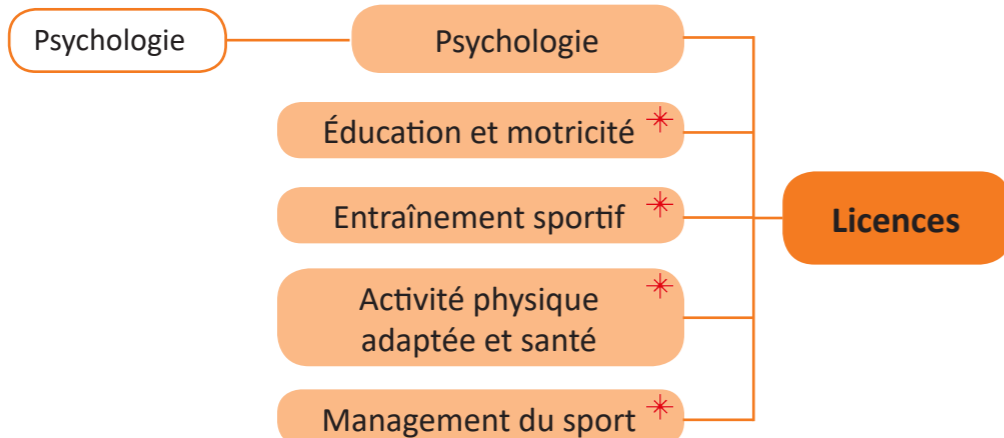 Psychologie
Psychologie
Éducation et motricité
Entraînement sportif
Licences
Activité physique
adaptée et santé
Management du sport